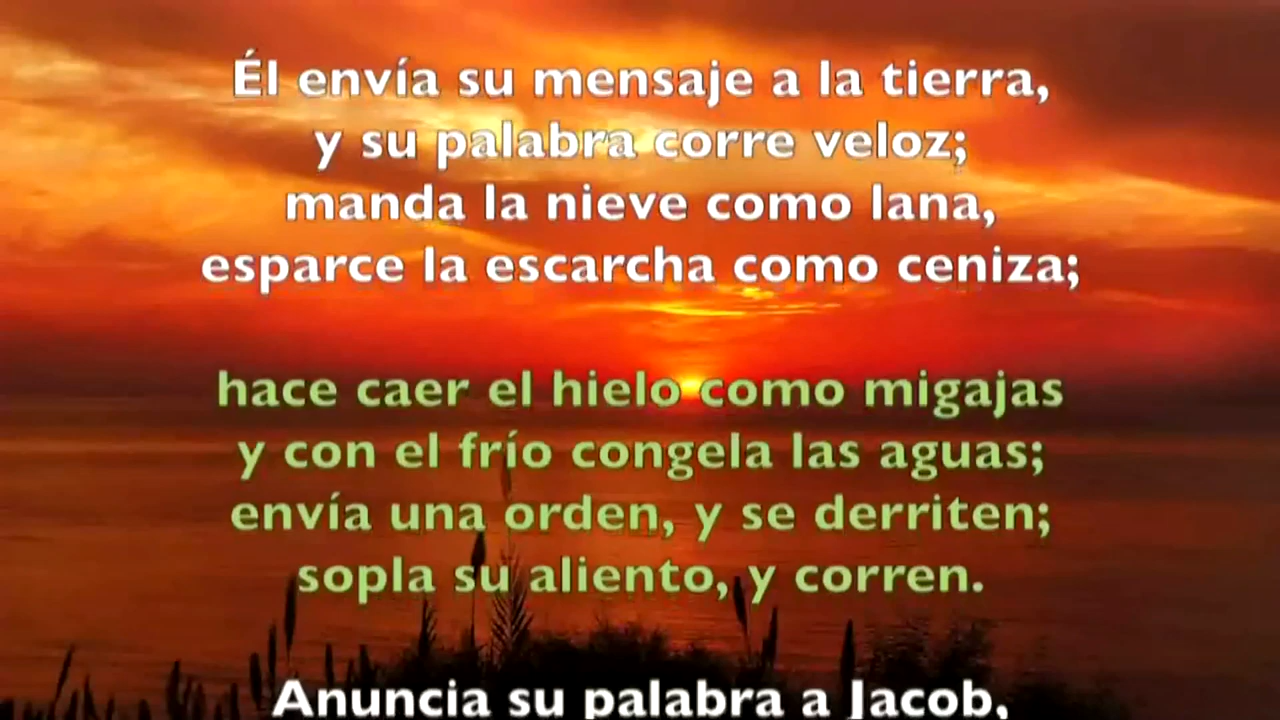 Él envía su mensaje a la tierra,
y su palabra corre veloz;
manda la nieve como lana,
esparce la escarcha como ceniza;
hace caer el hielo como migajas
y con el frío congela las aguas;
envía una orden, y se derriten;
sopla su aliento, y corren.
Anuncia su palabra a Jacob,